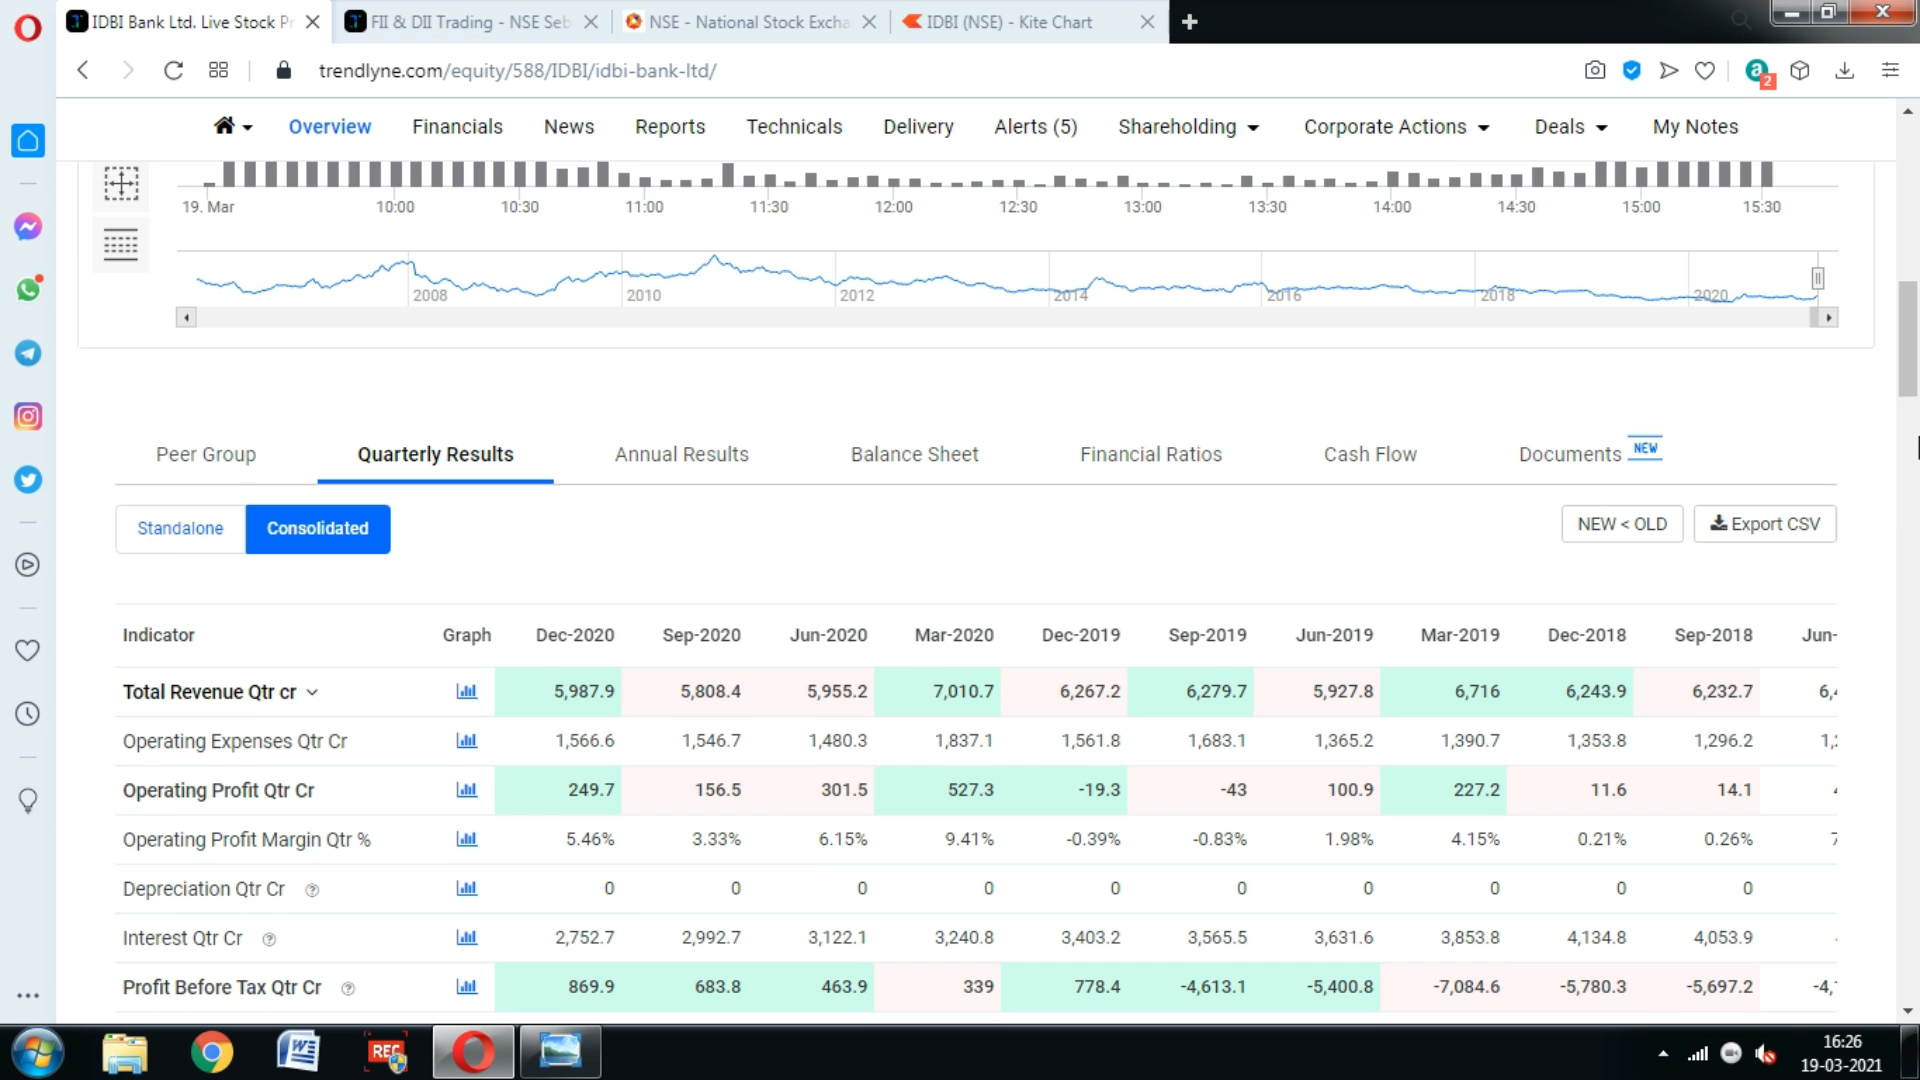 IDBI Bank Ltd. Live Stock Pr
FII & DII Trading - NSE Seb
NSE - National Stock Excha
IDBI (NSE) - Kite Chart
trendlyne.com/equity/588/IDBI/idbi-bank-ltd/
a 2
Overview Financials News Reports Technicals Delivery Alerts (5) Shareholding Corporate Actions Deals My Notes
19. Mar 10:00 10:30 11:00 11:30 12:00 12:30 13:00 13:30 14:00 14:30 15:00 15:30
2008 2010 2012 2014 2016 2018 2020
Peer Group Quarterly Results Annual Results Balance Sheet Financial Ratios Cash Flow Documents NEW
Standalone Consolidated NEW < OLD Export CSV
Indicator Graph Dec-2020 Sep-2020 Jun-2020 Mar-2020 Dec-2019 Sep-2019 Jun-2019 Mar-2019 Dec-2018 Sep-2018 Jun-
Total Revenue Qtr cr 5,987.9 5,808.4 5,955.2 7,010.7 6,267.2 6,279.7 5,927.8 6,716 6,243.9 6,232.7
Operating Expenses Qtr Cr 1,566.6 1,546.7 1,480.3 1,837.1 1,561.8 1,683.1 1,365.2 1,390.7 1,353.8 1,296.2
Operating Profit Qtr Cr 249.7 156.5 301.5 527.3 -19.3 -43 100.9 227.2 11.6 14.1
Operating Profit Margin Qtr % 5.46% 3.33% 6.15% 9.41% -0.39% -0.83% 1.98% 4.15% 0.21% 0.26%
Depreciation Qtr Cr 0 0 0 0 0 0 0 0 0 0
Interest Qtr Cr 2,752.7 2,992.7 3,122.1 3,240.8 3,403.2 3,565.5 3,631.6 3,853.8 4,134.8 4,053.9
Profit Before Tax Qtr Cr 869.9 683.8 463.9 339 778.4 -4,613.1 -5,400.8 -7,084.6 -5,780.3 -5,697.2
REC
16:26
19-03-2021